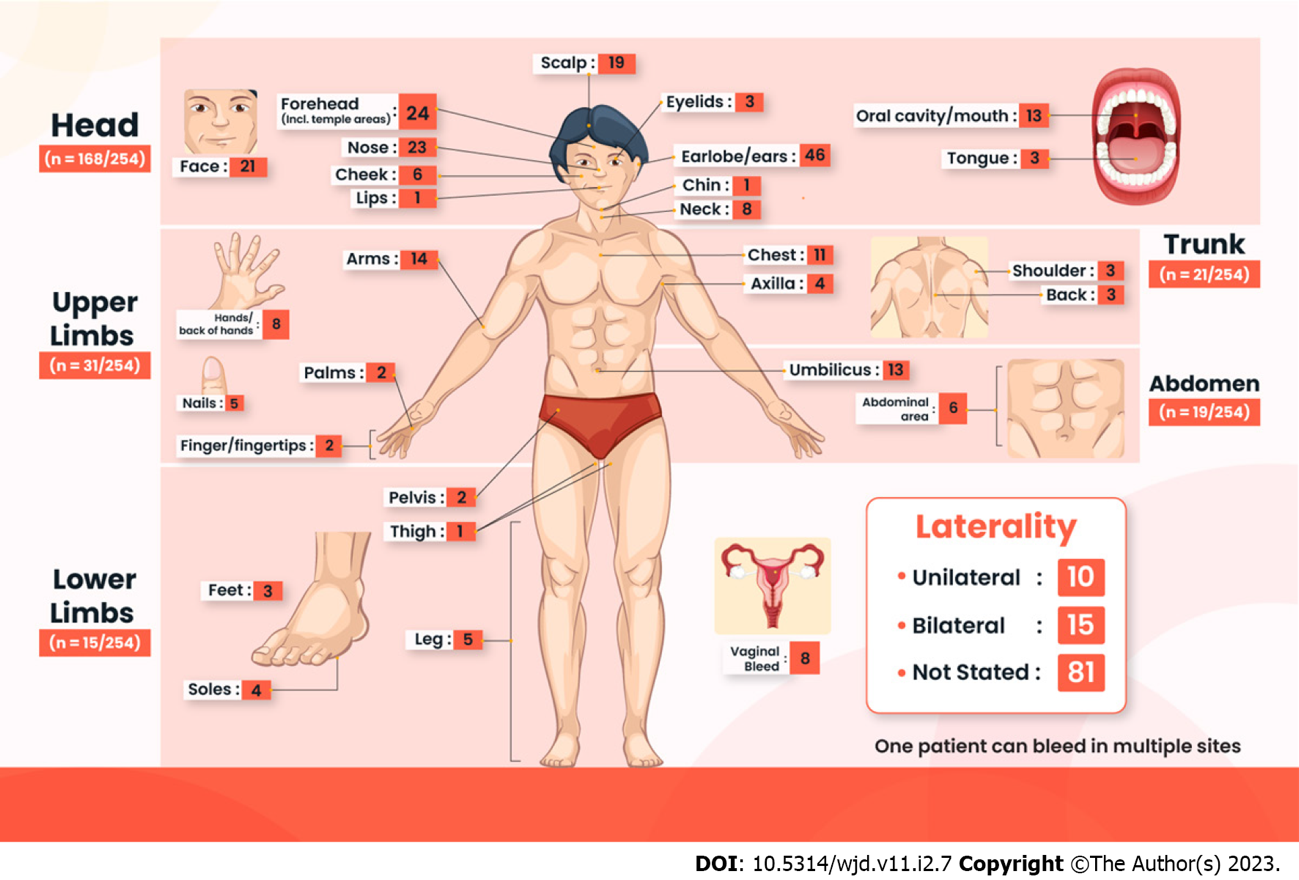 Head
(n = 168/254)
Face : 21
Scalp : 19
Forehead
(Incl. temple areas) : 24
Nose : 23
Cheek : 6
Lips : 1
Eyelids : 3
Earlobe/ears : 46
Chin : 1
Neck : 8
Oral cavity/mouth : 13
Tongue : 3
Upper
Limbs
(n = 31/254)
Arms : 14
Hands/
back of hands : 8
Palms : 2
Nails : 5
Finger/fingertips : 2
Trunk
(n = 21/254)
Chest : 11
Axilla : 4
Shoulder : 3
Back : 3
Abdomen
(n = 19/254)
Umbilicus : 13
Abdominal
area : 6
Lower
Limbs
(n = 15/254)
Pelvis : 2
Thigh : 1
Feet : 3
Leg : 5
Soles : 4
Vaginal
Bleed : 8
Laterality
• Unilateral : 10
• Bilateral : 15
• Not Stated : 81
One patient can bleed in multiple sites
DOI: 10.5314/wjd.v11.i2.7 Copyright ©The Author(s) 2023.